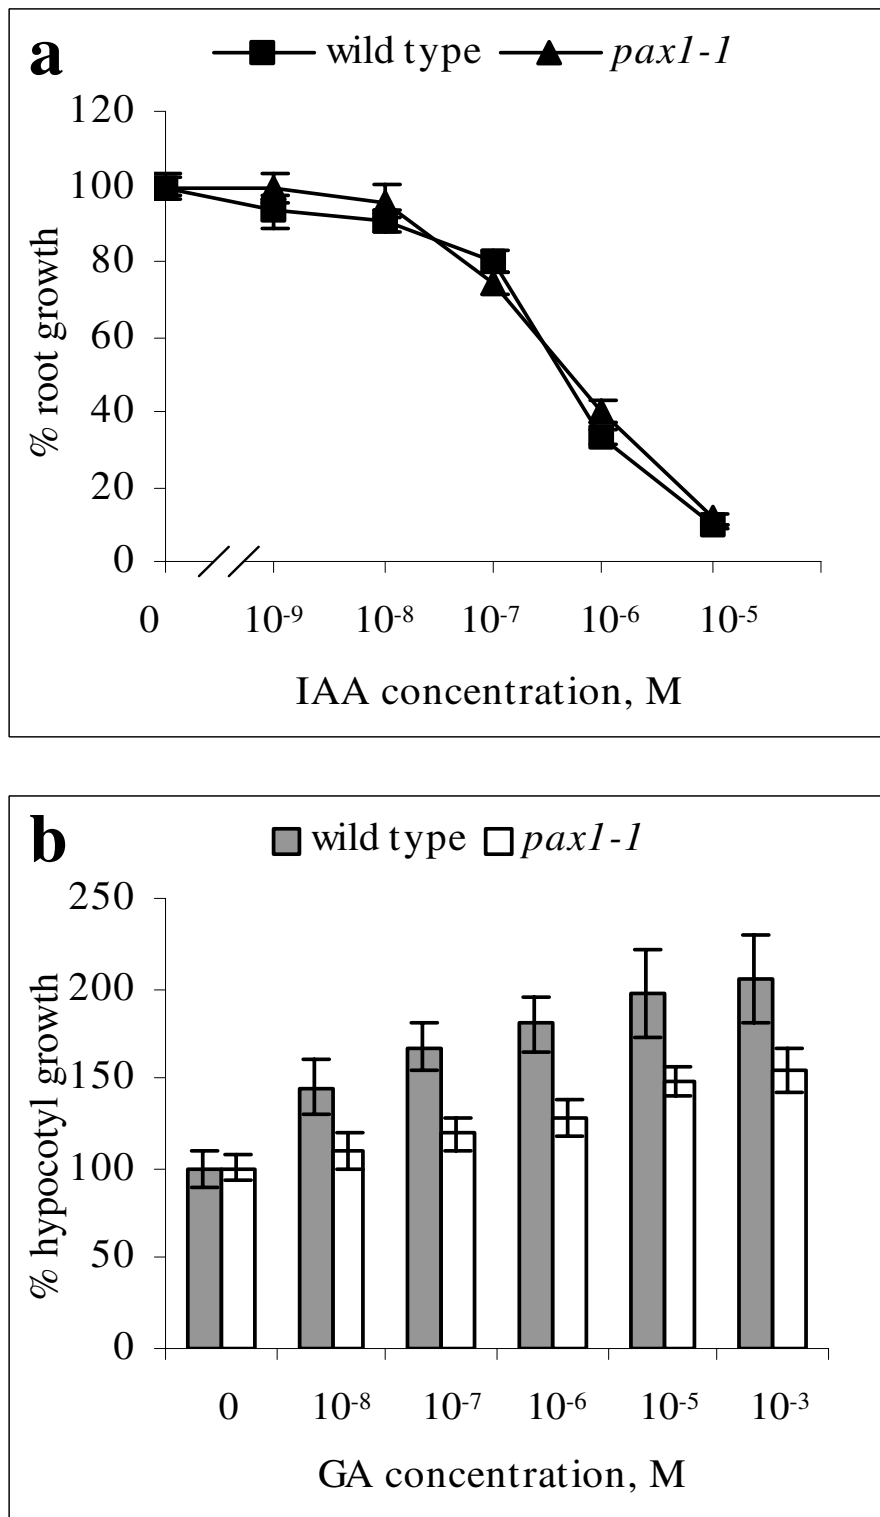 a
wild type pax1-1
120
100
80
60
40
20
0
% root growth
0 10-9 10-8 10-7 10-6 10-5
IAA concentration, M
b
wild type pax1-1
250
200
150
100
50
0
% hypocotyl growth
0 10-8 10-7 10-6 10-5 10-3
GA concentration, M